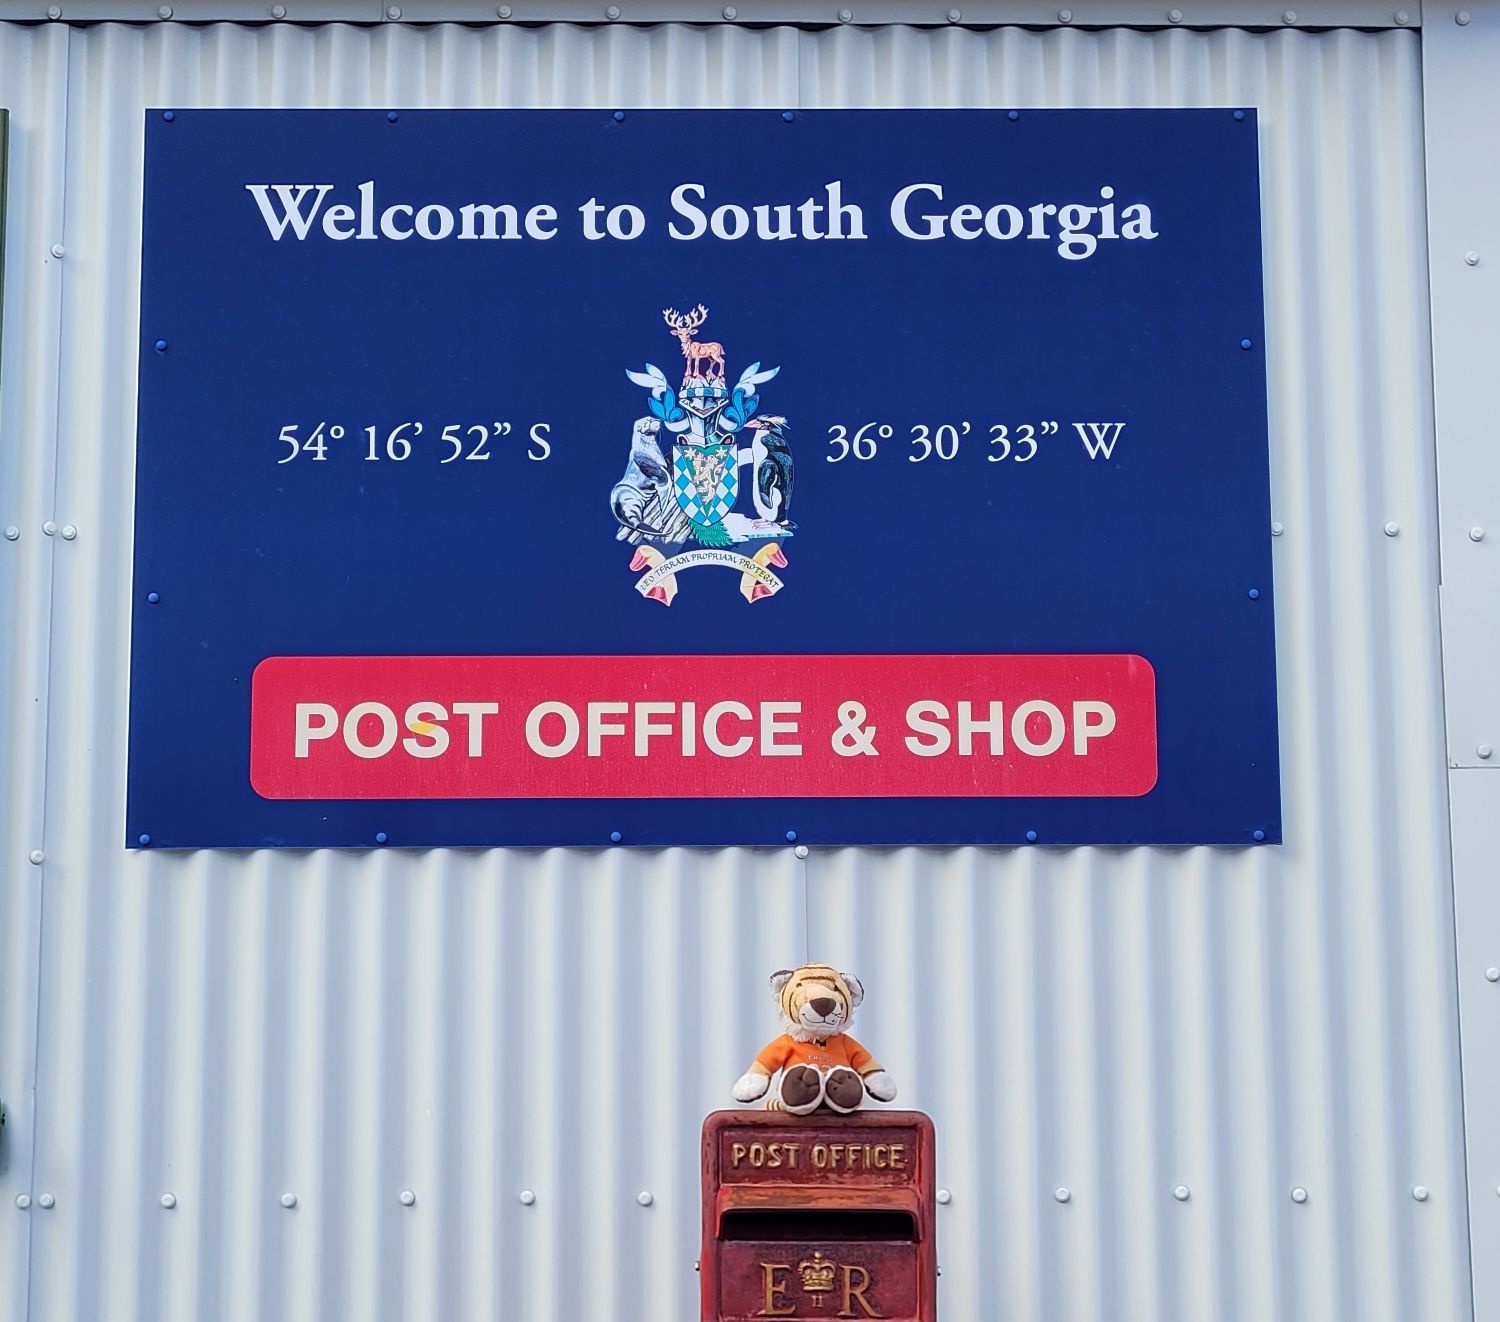 Welcome to South Georgia
54° 16’ 52” S
36° 30’ 33” W
LEO TERRAM PROPRIAM PROTEGAT
POST OFFICE & SHOP
POST OFFICE
E R
II